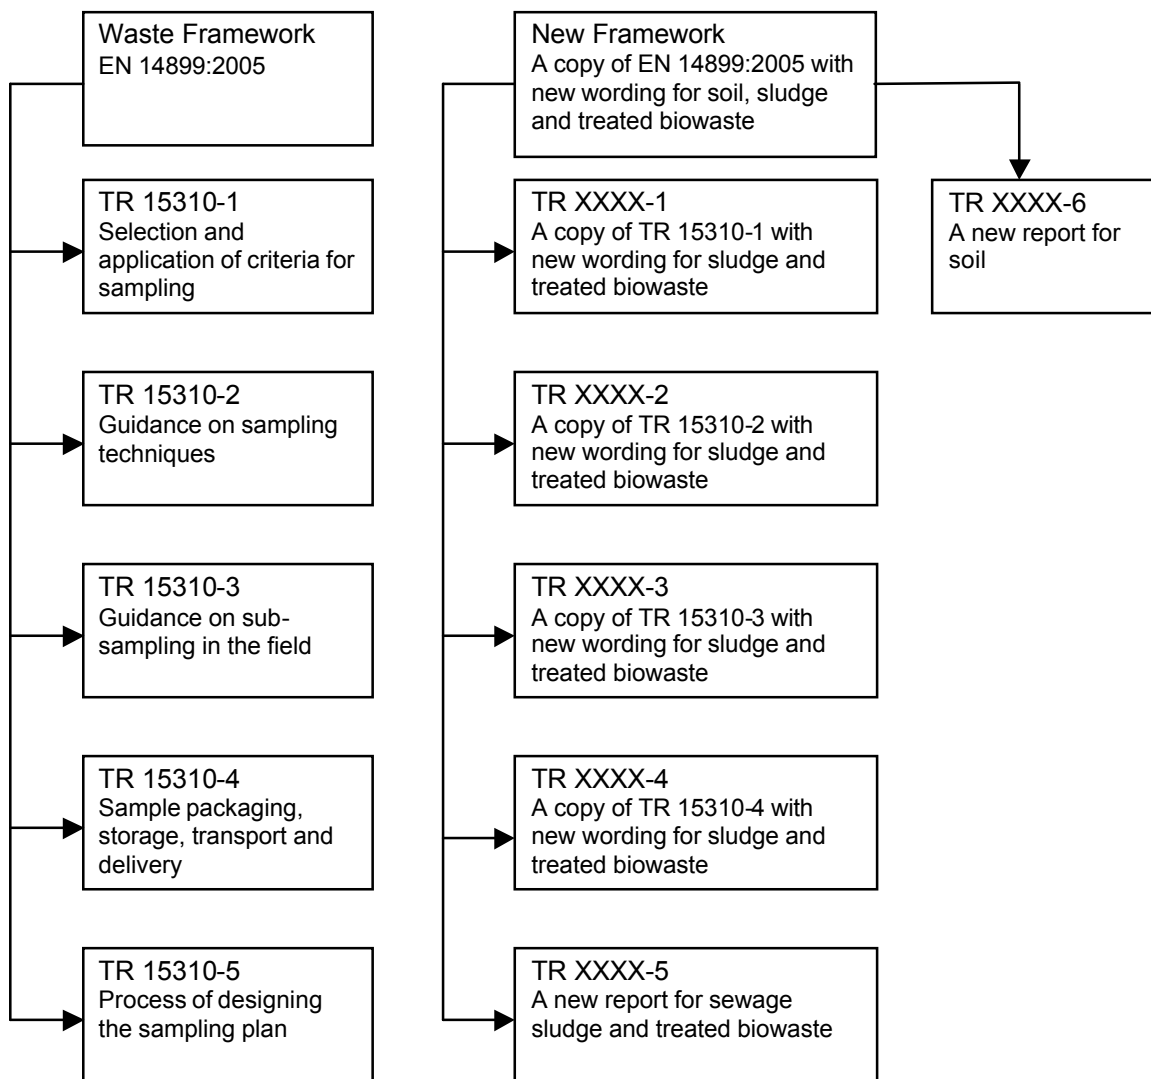 Waste Framework
EN 14899:2005
New Framework
A copy of EN 14899:2005 with
new wording for soil, sludge
and treated biowaste
TR 15310-1
Selection and
application of criteria for
sampling
TR XXXX-1
A copy of TR 15310-1 with
new wording for sludge and
treated biowaste
TR XXXX-6
A new report for
soil
TR 15310-2
Guidance on sampling
techniques
TR XXXX-2
A copy of TR 15310-2 with
new wording for sludge and
treated biowaste
TR 15310-3
Guidance on sub-
sampling in the field
TR XXXX-3
A copy of TR 15310-3 with
new wording for sludge and
treated biowaste
TR 15310-4
Sample packaging,
storage, transport and
delivery
TR XXXX-4
A copy of TR 15310-4 with
new wording for sludge and
treated biowaste
TR 15310-5
Process of designing
the sampling plan
TR XXXX-5
A new report for sewage
sludge and treated biowaste